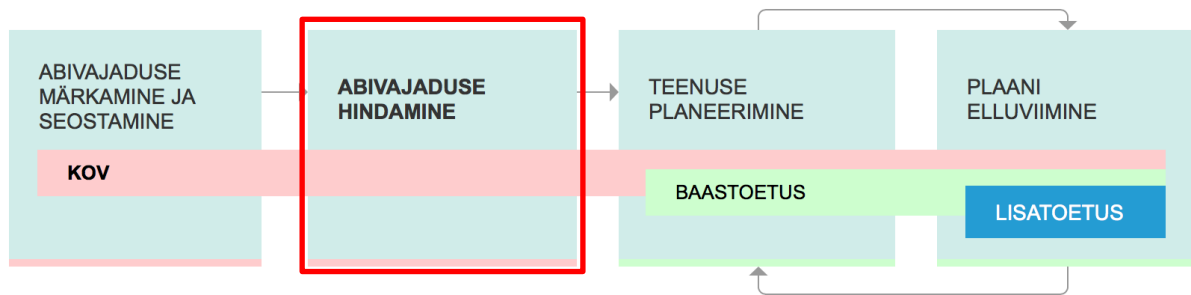 ABIVAJADUSE
MÄRKAMINE JA
SEOSTAMINE
ABIVAJADUSE
HINDAMINE
TEENUSE
PLANEERIMINE
PLAANI
ELLUVIIMINE
KOV
BAASTOETUS
LISATOETUS